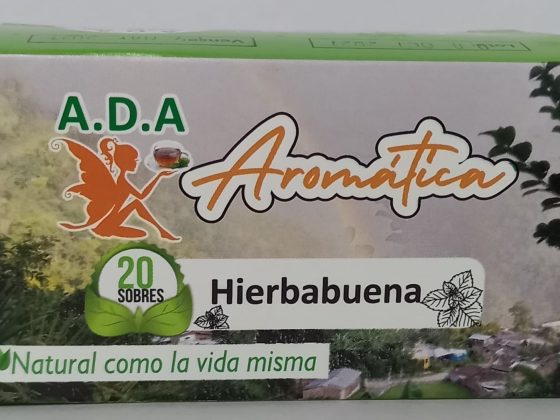 A.D.A
Aromática
20
SOBRES
Hierbabuena
Natural como la vida misma